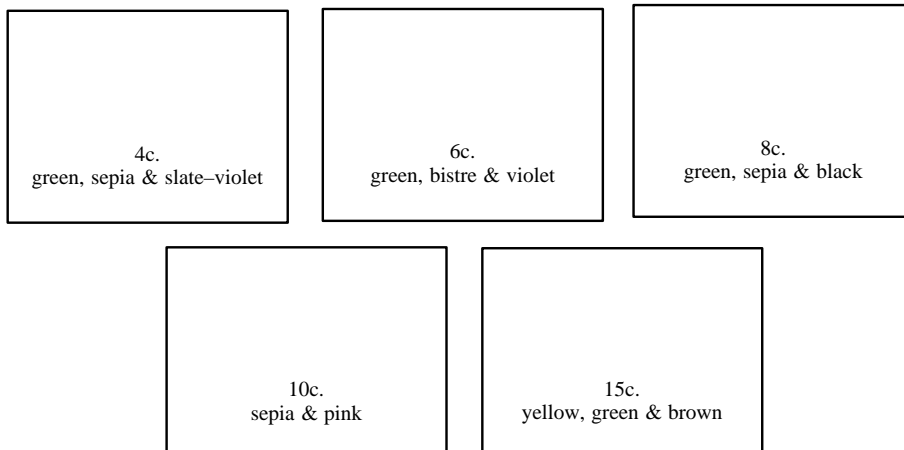 4c.
green, sepia & slate–violet
6c.
green, bistre & violet
8c.
green, sepia & black
10c.
sepia & pink
15c.
yellow, green & brown